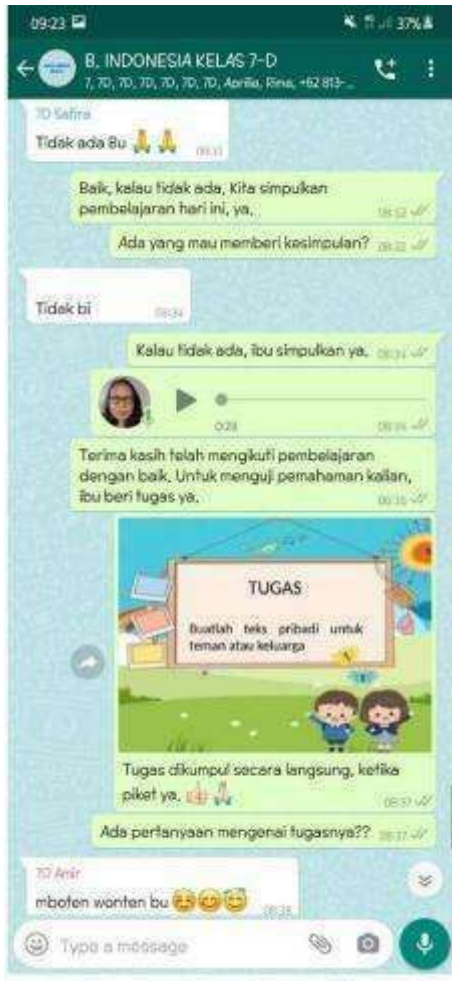 09:23 37%
B. INDONESIA KELAS 7-D
7, 7D, 7D, 7D, 7D, 7D, Aprilia, Rima, +62 813-...
7D Safira
Tidak ada Bu 🙏 🙏
Baik, kalau tidak ada, Kita simpulkan
pembelajaran hari ini, ya.
Ada yang mau memberi kesimpulan?
Tidak bi
Kalau tidak ada, ibu simpulkan ya.
0:28
Terima kasih telah mengikuti pembelajaran
dengan baik. Untuk menguji pemahaman kalian,
ibu beri tugas ya.
TUGAS
Buatlah teks pribadi untuk
teman atau keluarga
Tugas dikumpul secara langsung, ketika
piket ya. 👍 🙏
Ada pertanyaan mengenai tugasnya??
7D Amir
mboten wonten bu
Type a message